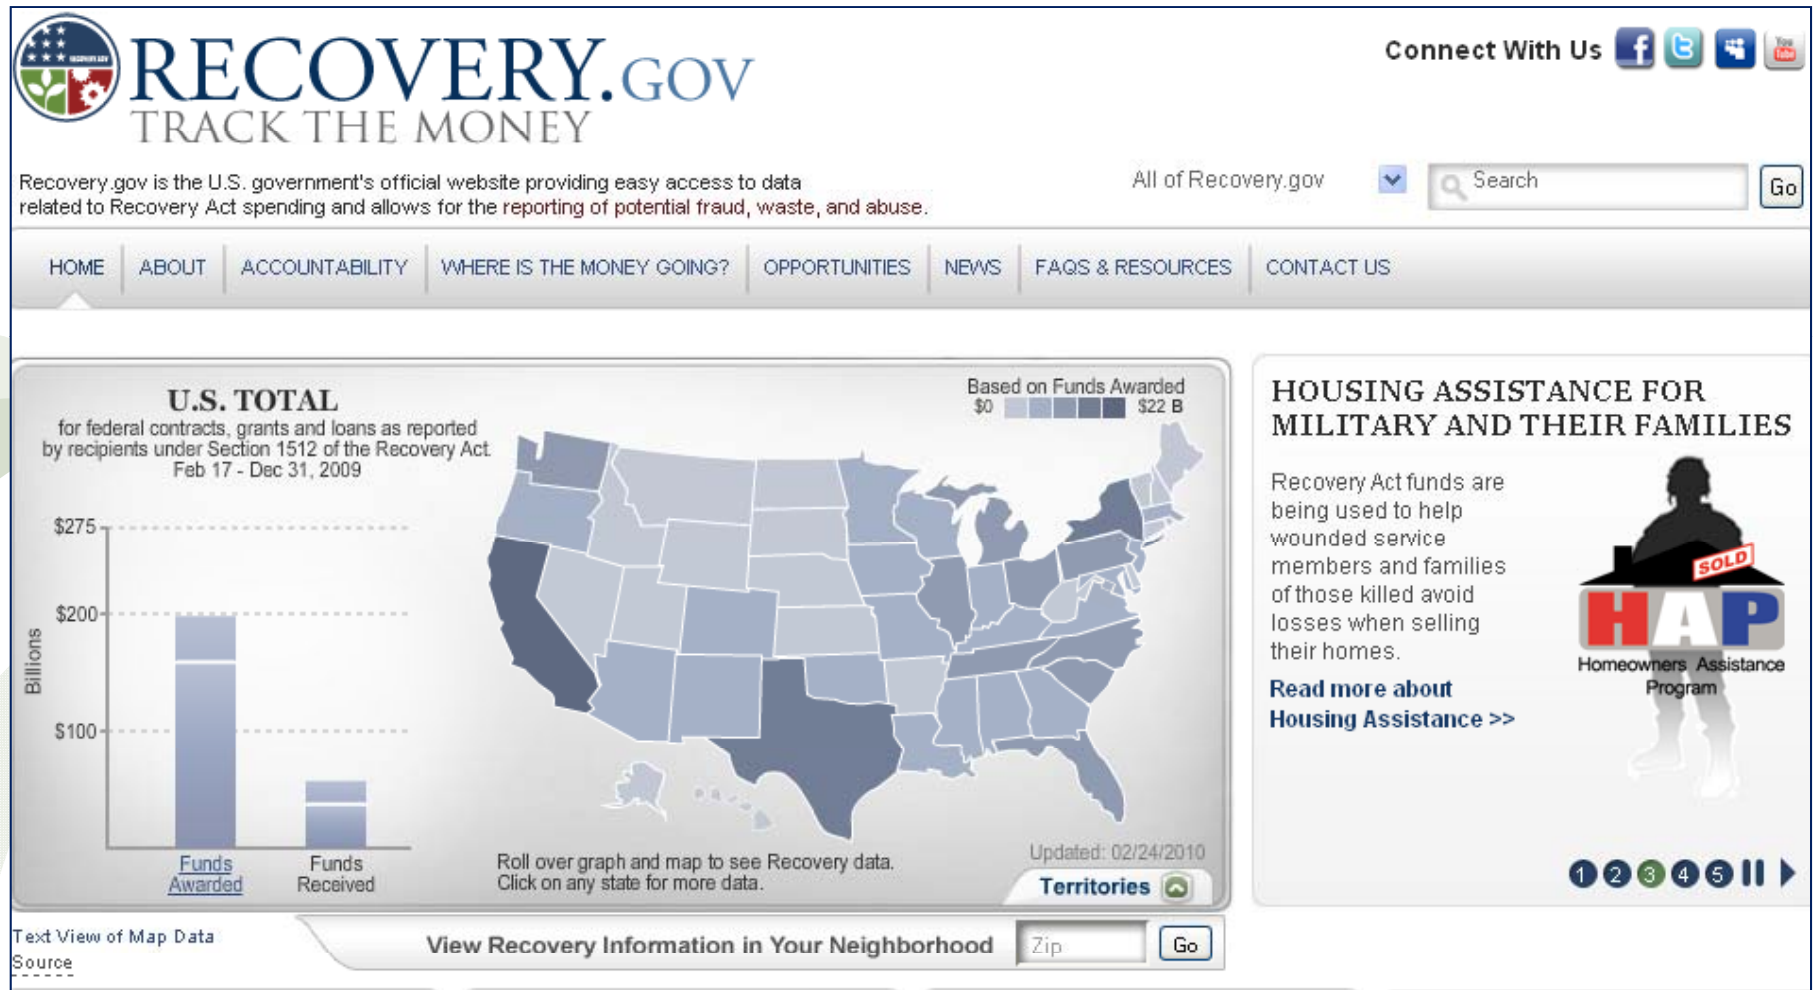 RECOVERY.GOV
TRACK THE MONEY
Connect With Us
You
Tube
Recovery.gov is the U.S. government's official website providing easy access to data
related to Recovery Act spending and allows for the reporting of potential fraud, waste, and abuse.
All of Recovery.gov
Search
Go
HOME
ABOUT
ACCOUNTABILITY
WHERE IS THE MONEY GOING?
OPPORTUNITIES
NEWS
FAQS & RESOURCES
CONTACT US
U.S. TOTAL
for federal contracts, grants and loans as reported
by recipients under Section 1512 of the Recovery Act
Feb 17 - Dec 31, 2009
$275
$200
$100
Billions
Funds
Awarded
Funds
Received
Based on Funds Awarded
$0
$22 B
Roll over graph and map to see Recovery data.
Click on any state for more data.
Updated: 02/24/2010
Territories
HOUSING ASSISTANCE FOR
MILITARY AND THEIR FAMILIES
Recovery Act funds are
being used to help
wounded service
members and families
of those killed avoid
losses when selling
their homes.
Read more about
Housing Assistance >>
SOLD
HAP
Homeowners Assistance
Program
1 2 3 4 5
Text View of Map Data
Source
View Recovery Information in Your Neighborhood
Zip
Go